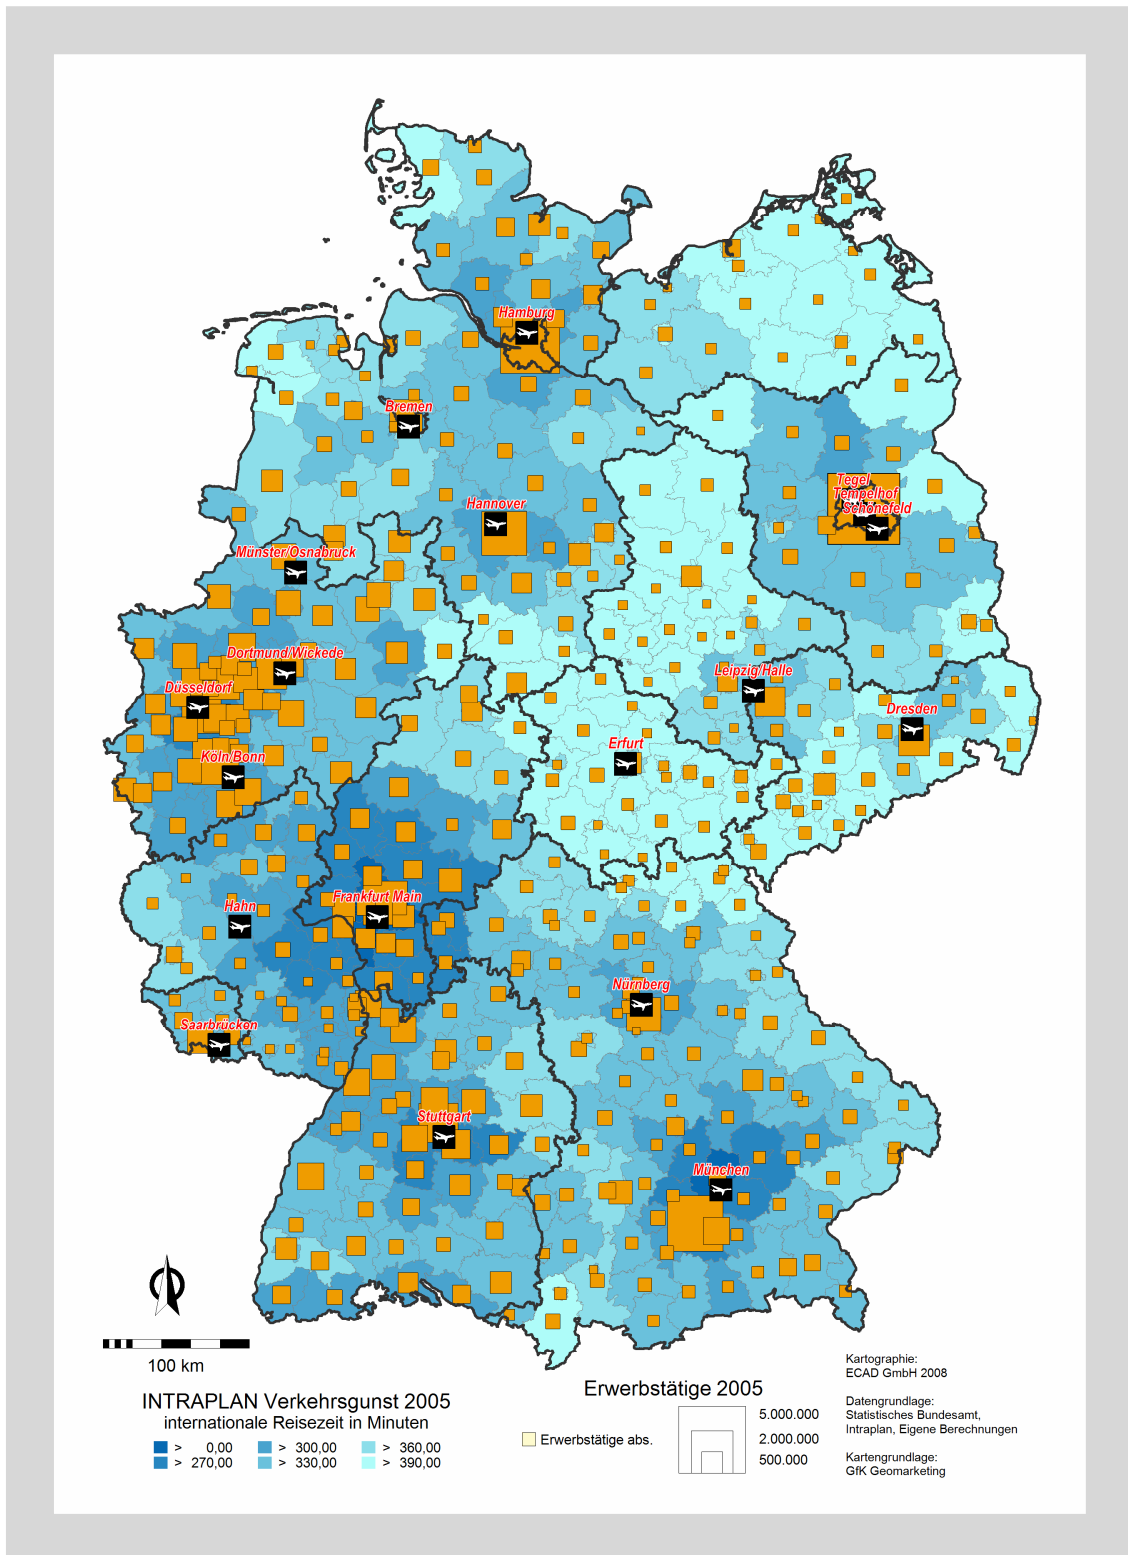 Hamburg
Bremen
Hannover
Tegel
Tempelhof
Schönefeld
Münster/Osnabruck
Dortmund/Wickede
Düsseldorf
Leipzig/Halle
Dresden
Erfurt
Köln/Bonn
Frankfurt Main
Hahn
Nürnberg
Saarbrücken
Stuttgart
München
100 km
INTRAPLAN Verkehrsgunst 2005
internationale Reisezeit in Minuten
> 0,00 > 300,00 > 360,00
> 270,00 > 330,00 > 390,00
Erwerbstätige 2005
Erwerbstätige abs.
5.000.000
2.000.000
500.000
Kartographie:
ECAD GmbH 2008
Datengrundlage:
Statistisches Bundesamt,
Intraplan, Eigene Berechnungen
Kartengrundlage:
GfK Geomarketing